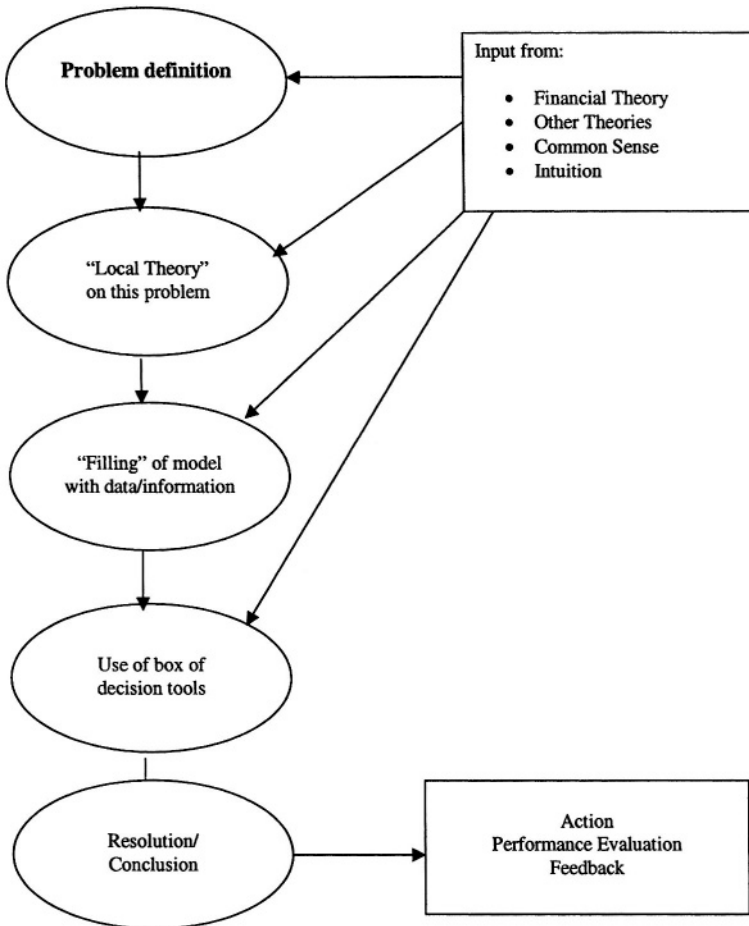 Problem definition
Input from:
• Financial Theory
• Other Theories
• Common Sense
• Intuition
“Local Theory”
on this problem
“Filling” of model
with data/information
Use of box of
decision tools
Resolution/
Conclusion
Action
Performance Evaluation
Feedback